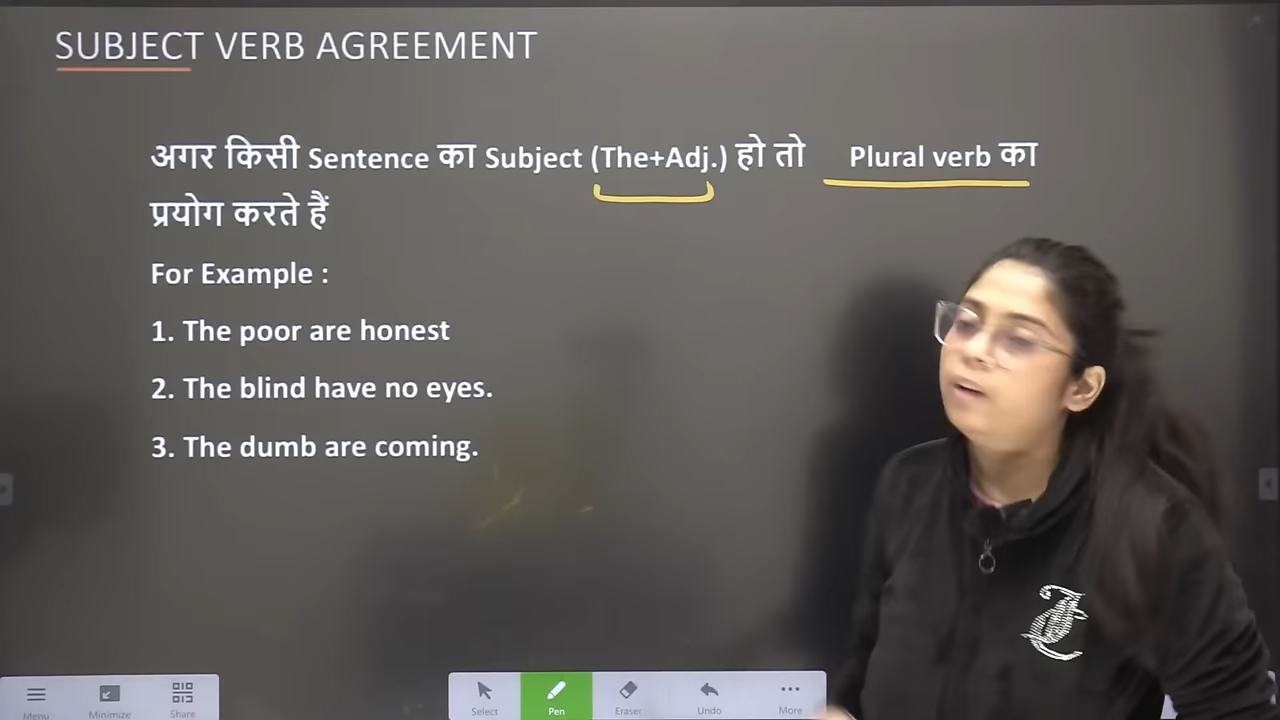 SUBJECT VERB AGREEMENT
अगर किसी Sentence का Subject (The+Adj.) हो तो Plural verb का
प्रयोग करते हैं
For Example :
1. The poor are honest
2. The blind have no eyes.
3. The dumb are coming.
Menu Minimize Share Select Pen Eraser Undo More